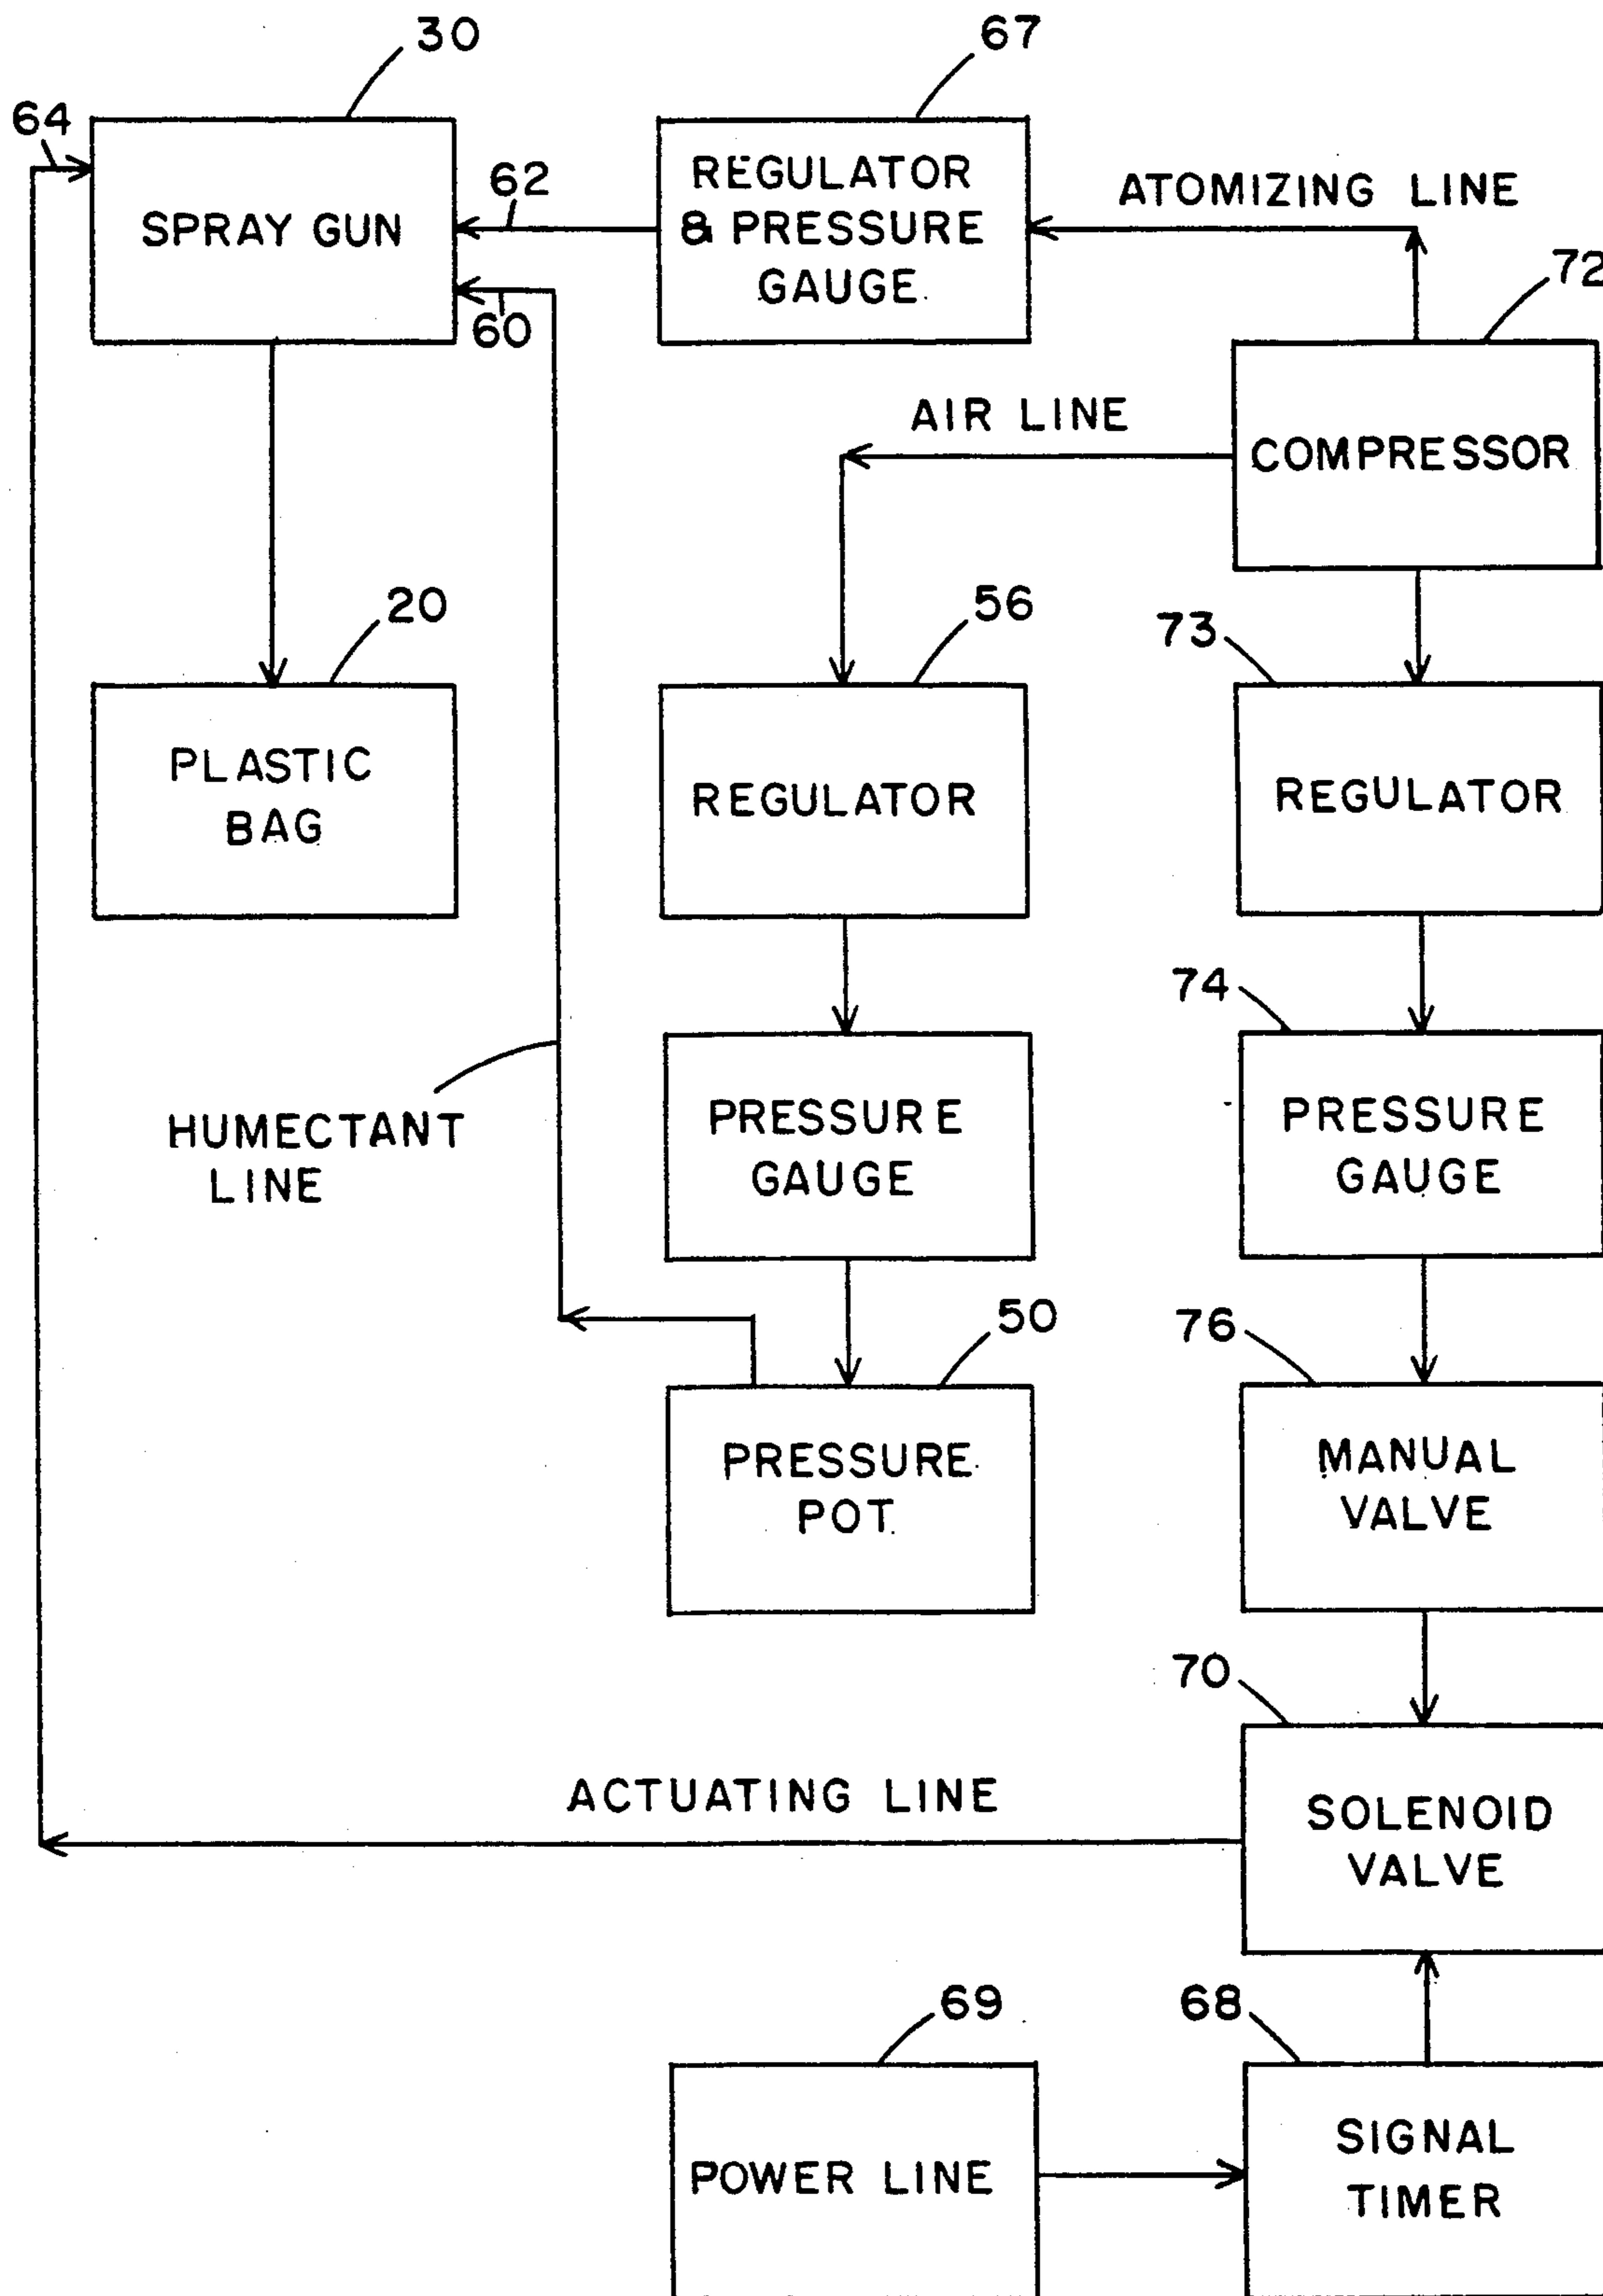 30
67
64
SPRAY GUN
62
60
REGULATOR
& PRESSURE
GAUGE
ATOMIZING LINE
72
COMPRESSOR
AIR LINE
20
PLASTIC
BAG
56
REGULATOR
73
REGULATOR
HUMECTANT
LINE
PRESSURE
GAUGE
74
PRESSURE
GAUGE
50
PRESSURE
POT
76
MANUAL
VALVE
70
SOLENOID
VALVE
ACTUATING LINE
69
POWER LINE
68
SIGNAL
TIMER